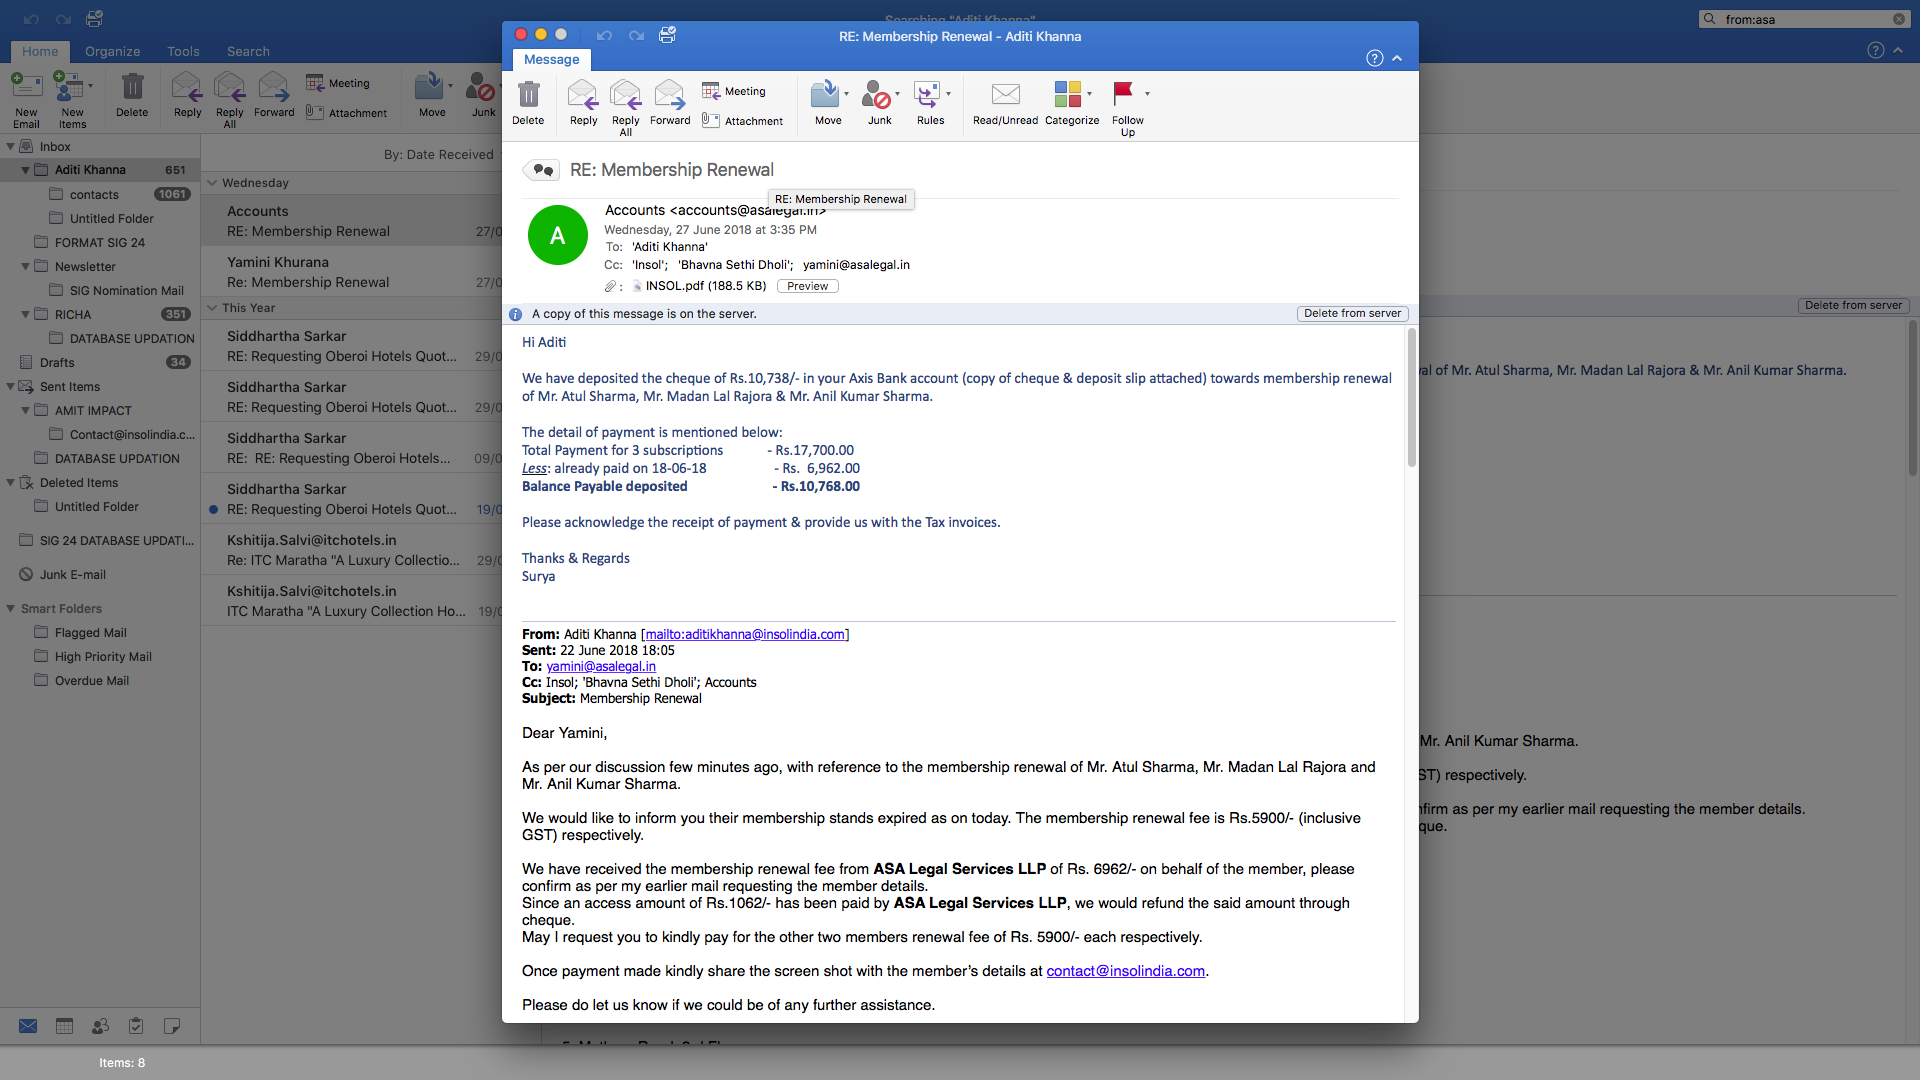 Searching "Aditi Khanna"
from:asa
Home
Organize
Tools
Search
New Email
New Items
Delete
Reply
Reply All
Forward
Meeting
Attachment
Move
Junk
Inbox
Aditi Khanna 651
contacts 1061
Untitled Folder
FORMAT SIG 24
Newsletter
SIG Nomination Mail
RICHA 351
DATABASE UPDATION
Drafts 34
Sent Items
AMIT IMPACT
Contact@insolindia.c...
DATABASE UPDATION
Deleted Items
Untitled Folder
SIG 24 DATABASE UPDATI...
Junk E-mail
Smart Folders
Flagged Mail
High Priority Mail
Overdue Mail
Items: 8
By: Date Received
Wednesday
Accounts
RE: Membership Renewal 27/0
Yamini Khurana
Re: Membership Renewal 27/0
This Year
Siddhartha Sarkar
RE: Requesting Oberoi Hotels Quot... 29/0
Siddhartha Sarkar
RE: Requesting Oberoi Hotels Quot... 29/0
Siddhartha Sarkar
RE:  RE: Requesting Oberoi Hotels... 09/0
Siddhartha Sarkar
RE: Requesting Oberoi Hotels Quot... 19/0
Kshitija.Salvi@itchotels.in
Re: ITC Maratha "A Luxury Collectio... 29/0
Kshitija.Salvi@itchotels.in
ITC Maratha "A Luxury Collection Ho... 19/0
RE: Membership Renewal - Aditi Khanna
Message
Delete
Reply
Reply All
Forward
Meeting
Attachment
Move
Junk
Rules
Read/Unread
Categorize
Follow Up
RE: Membership Renewal
RE: Membership Renewal
A
Accounts <accounts@asalegal.in>
Wednesday, 27 June 2018 at 3:35 PM
To: 'Aditi Khanna'
Cc: 'Insol'; 'Bhavna Sethi Dholi'; yamini@asalegal.in
: INSOL.pdf (188.5 KB) Preview
A copy of this message is on the server.
Delete from server
Hi Aditi
We have deposited the cheque of Rs.10,738/- in your Axis Bank account (copy of cheque & deposit slip attached) towards membership renewal
of Mr. Atul Sharma, Mr. Madan Lal Rajora & Mr. Anil Kumar Sharma.
The detail of payment is mentioned below:
Total Payment for 3 subscriptions - Rs.17,700.00
Less: already paid on 18-06-18 - Rs. 6,962.00
Balance Payable deposited - Rs.10,768.00
Please acknowledge the receipt of payment & provide us with the Tax invoices.
Thanks & Regards
Surya
From: Aditi Khanna [mailto:aditikhanna@insolindia.com]
Sent: 22 June 2018 18:05
To: yamini@asalegal.in
Cc: Insol; 'Bhavna Sethi Dholi'; Accounts
Subject: Membership Renewal
Dear Yamini,
As per our discussion few minutes ago, with reference to the membership renewal of Mr. Atul Sharma, Mr. Madan Lal Rajora and
Mr. Anil Kumar Sharma.
We would like to inform you their membership stands expired as on today. The membership renewal fee is Rs.5900/- (inclusive
GST) respectively.
We have received the membership renewal fee from ASA Legal Services LLP of Rs. 6962/- on behalf of the member, please
confirm as per my earlier mail requesting the member details.
Since an access amount of Rs.1062/- has been paid by ASA Legal Services LLP, we would refund the said amount through
cheque.
May I request you to kindly pay for the other two members renewal fee of Rs. 5900/- each respectively.
Once payment made kindly share the screen shot with the member's details at contact@insolindia.com.
Please do let us know if we could be of any further assistance.
Delete from server
al of Mr. Atul Sharma, Mr. Madan Lal Rajora & Mr. Anil Kumar Sharma.
Mr. Anil Kumar Sharma.
ST) respectively.
nfirm as per my earlier mail requesting the member details.
que.